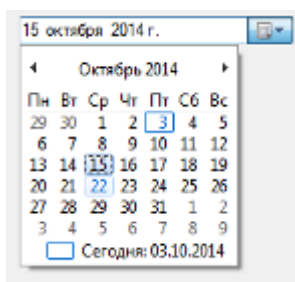 15 октября 2014 г.
Октябрь 2014
Пн Вт Ср Чт Пт Сб Вс
29 30 1 2 3 4 5
6 7 8 9 10 11 12
13 14 15 16 17 18 19
20 21 22 23 24 25 26
27 28 29 30 31 1 2
3 4 5 6 7 8 9
Сегодня: 03.10.2014